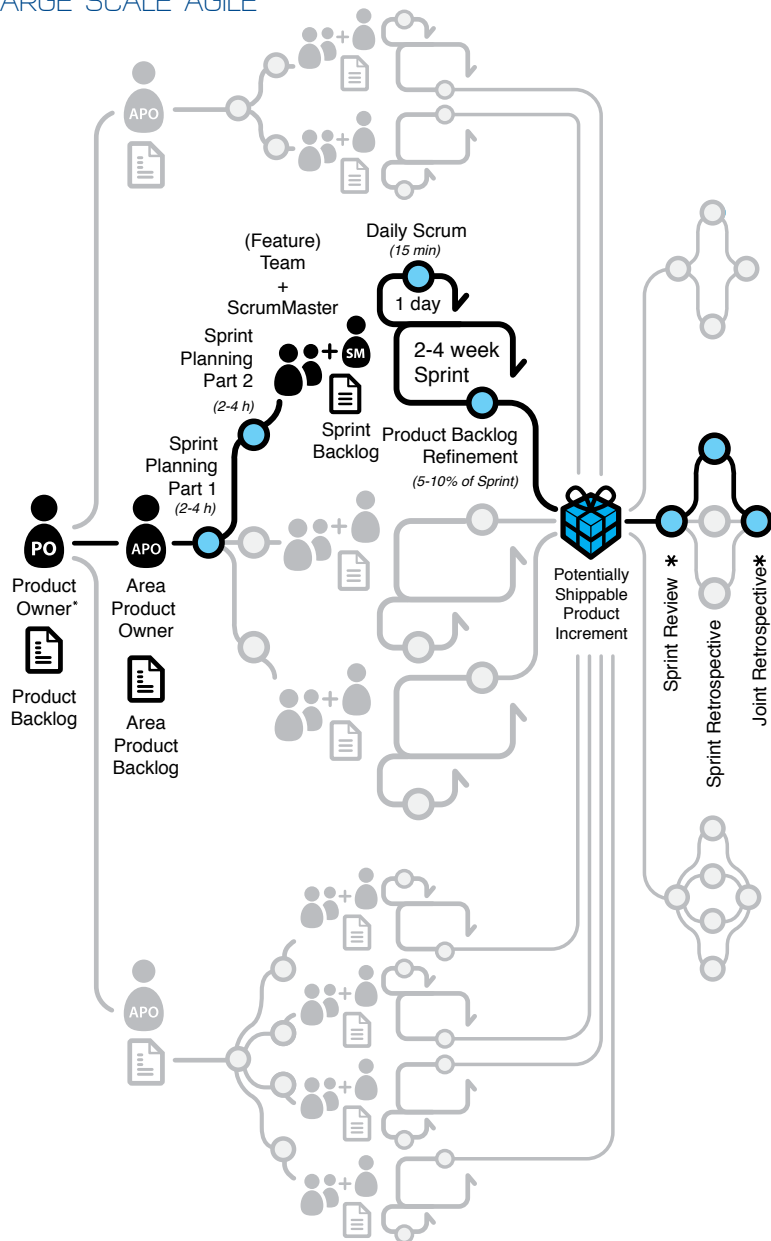 LARGE SCALE AGILE
APO
(Feature)
Team
+
ScrumMaster
Daily Scrum
(15 min)
1 day
Sprint
Planning
Part 2
(2-4 h)
SM
2-4 week
Sprint
Sprint
Backlog
Product Backlog
Refinement
(5-10% of Sprint)
Sprint
Planning
Part 1
(2-4 h)
PO
APO
Product
Owner*
Product
Backlog
Area
Product
Owner
Area
Product
Backlog
Potentially
Shippable
Product
Increment
Sprint Review *
Sprint Retrospective
Joint Retrospective*
APO